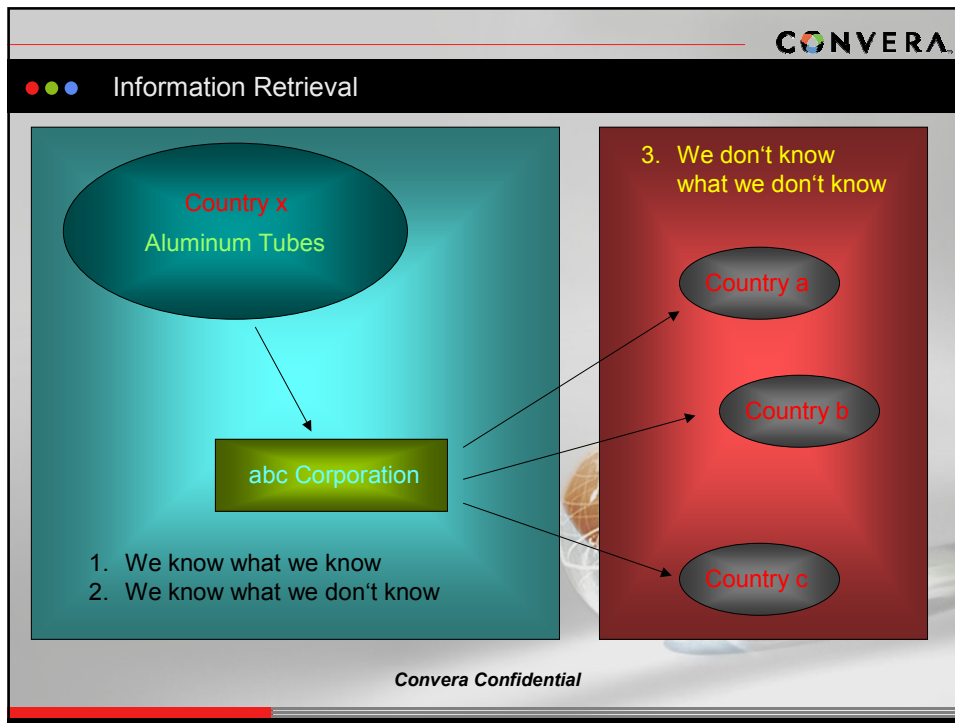 CONVERA
Information Retrieval
Country x
Aluminum Tubes
abc Corporation
1. We know what we know
2. We know what we don‘t know
3. We don‘t know
what we don‘t know
Country a
Country b
Country c
Convera Confidential